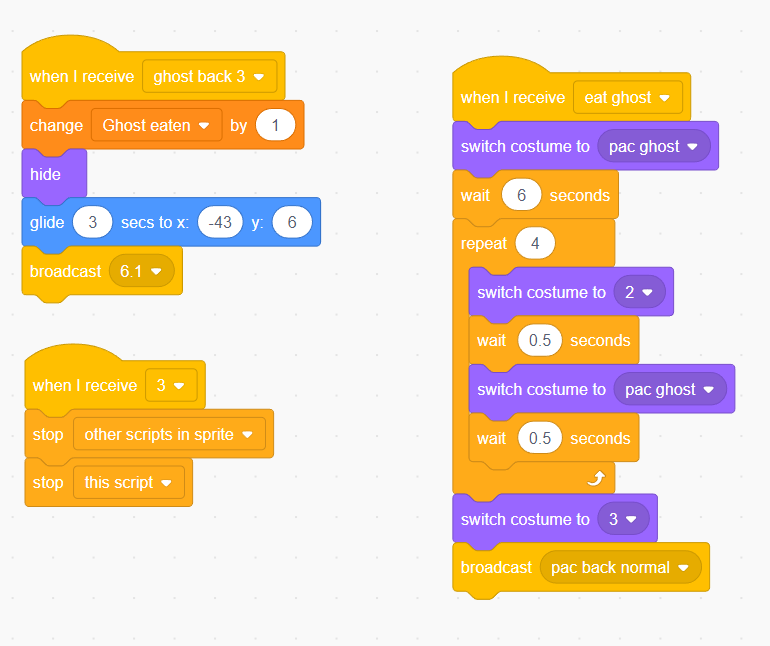 when I receive ghost back 3
change Ghost eaten by 1
hide
glide 3 secs to x: -43 y: 6
broadcast 6.1
when I receive 3
stop other scripts in sprite
stop this script
when I receive eat ghost
switch costume to pac ghost
wait 6 seconds
repeat 4
switch costume to 2
wait 0.5 seconds
switch costume to pac ghost
wait 0.5 seconds
switch costume to 3
broadcast pac back normal